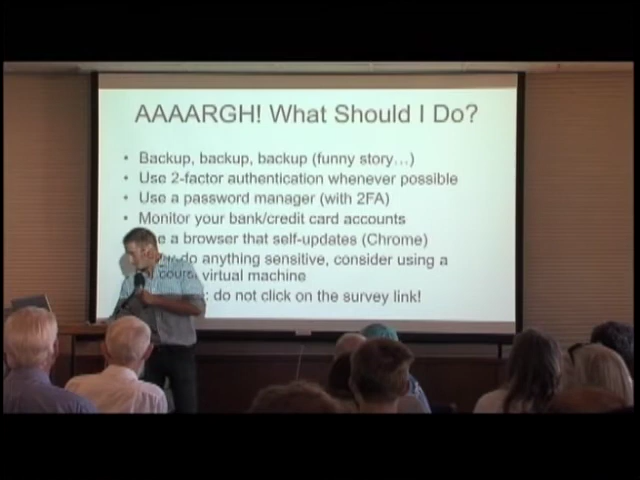 AAAARGH! What Should I Do?
• Backup, backup, backup (funny story…)
• Use 2-factor authentication whenever possible
• Use a password manager (with 2FA)
• Monitor your bank/credit card accounts
a browser that self-updates (Chrome)
do anything sensitive, consider using a
virtual machine
do not click on the survey link!